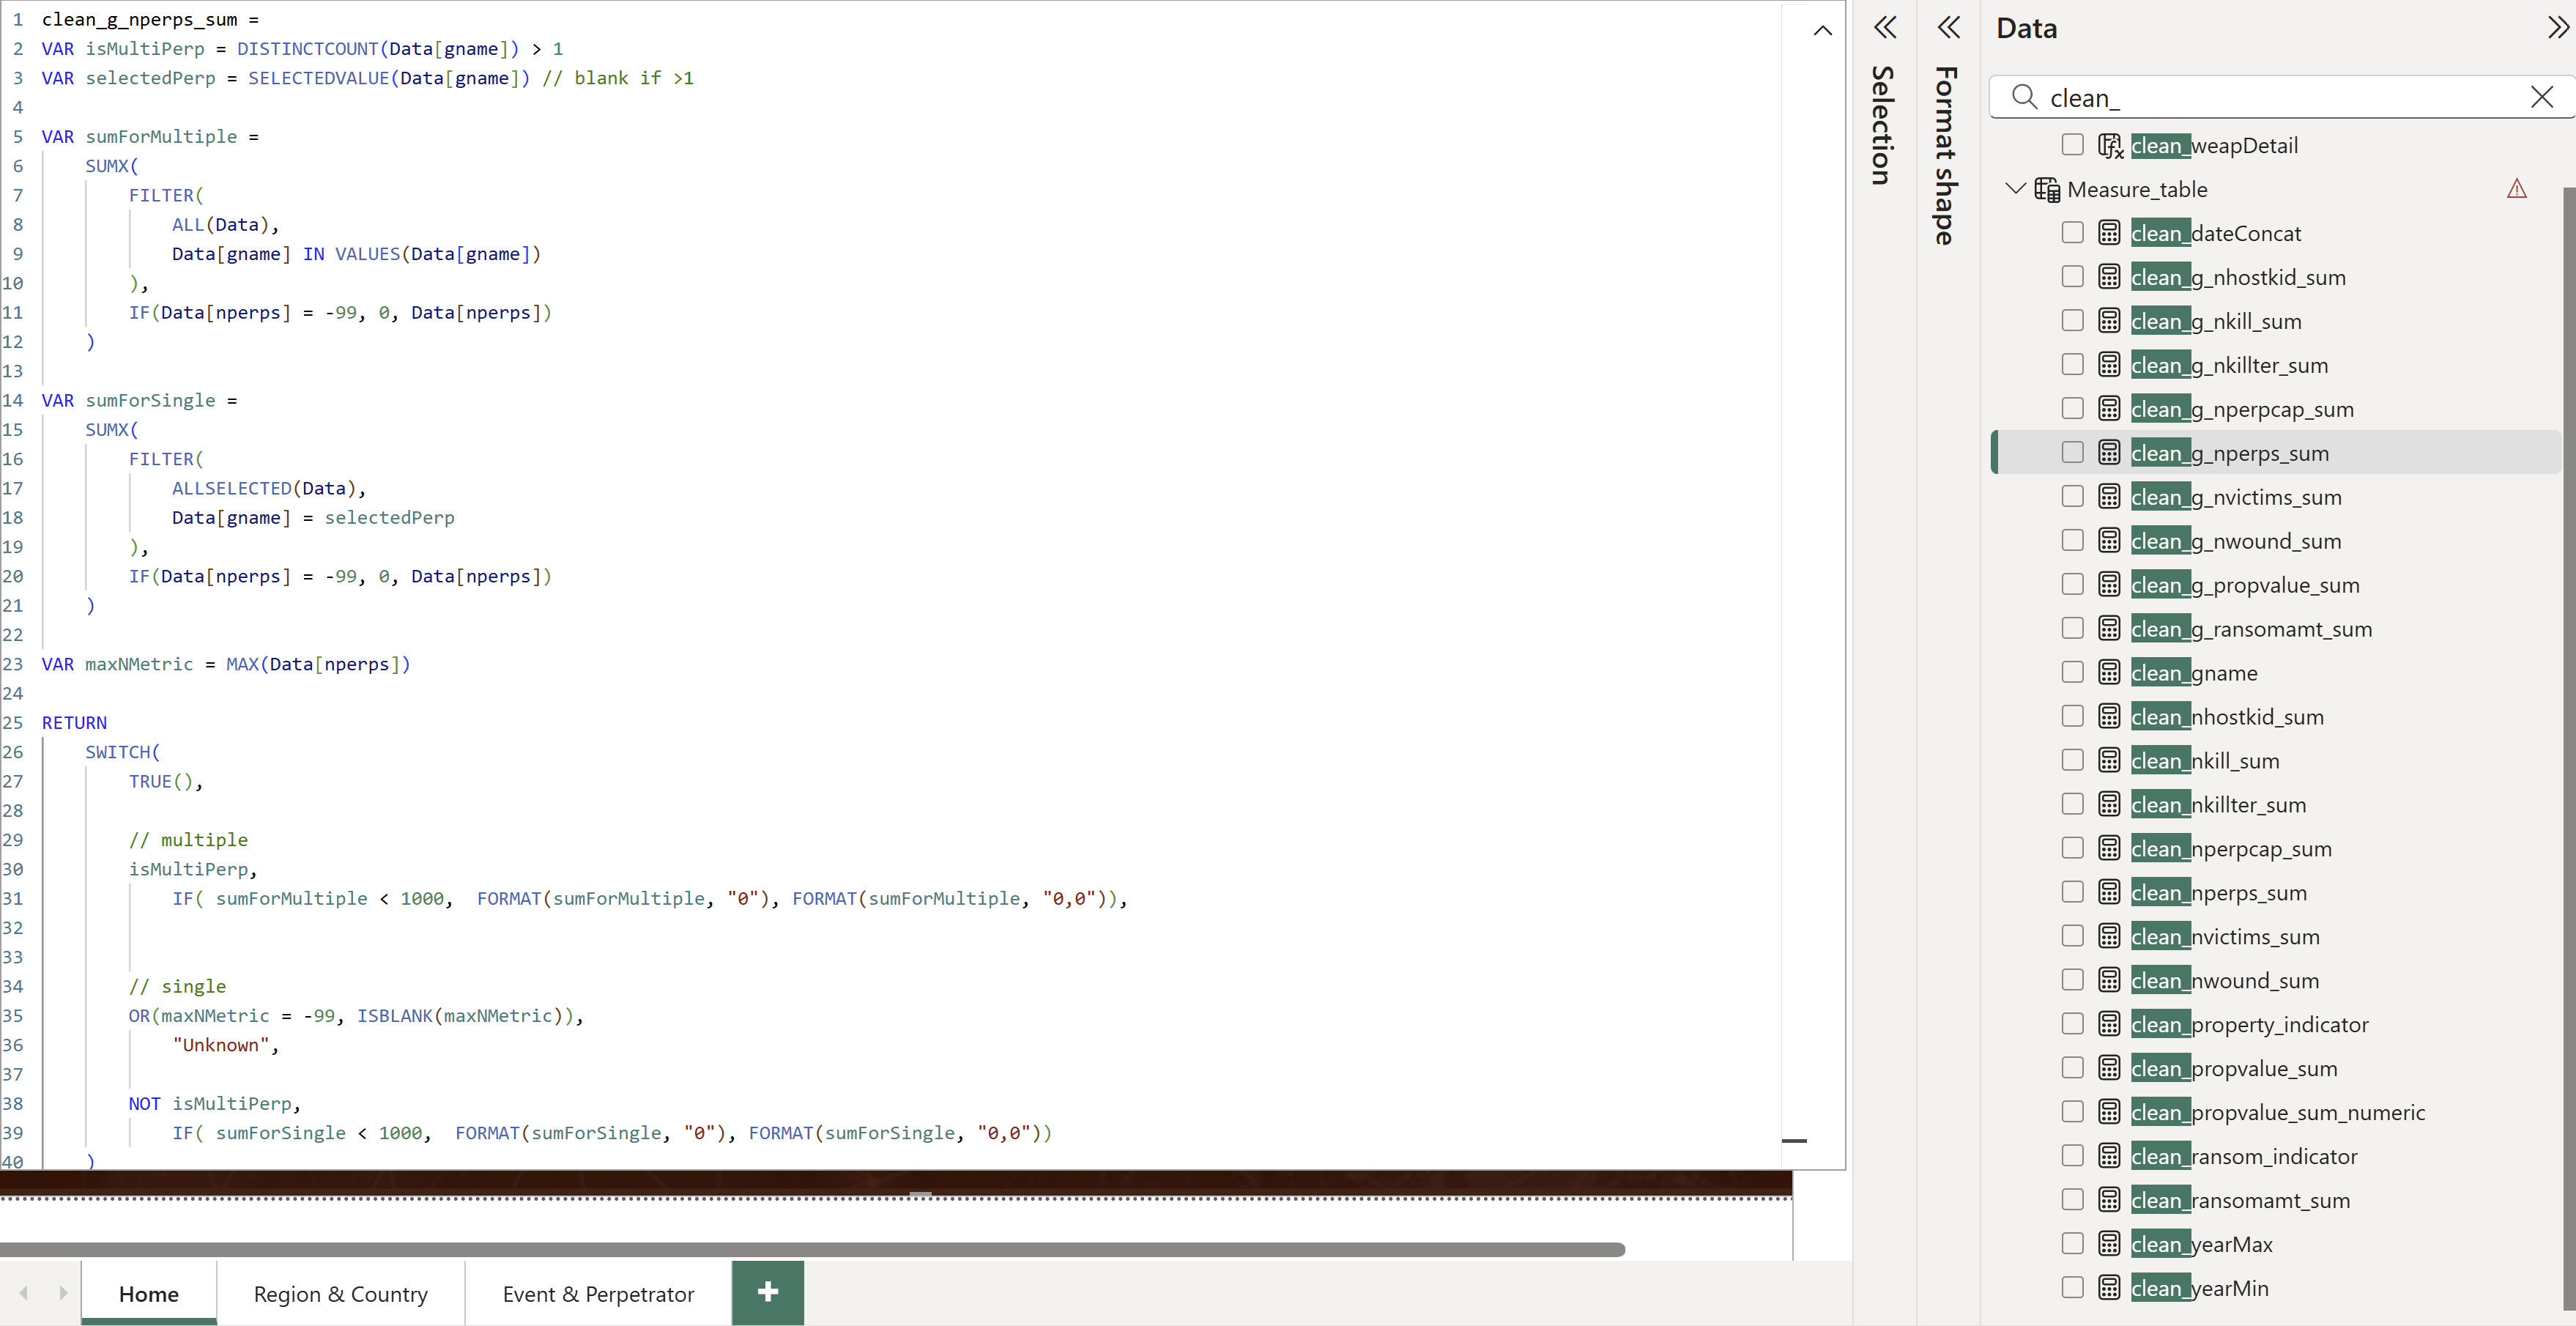 1 clean_g_nperps_sum =
2 VAR isMultiPerp = DISTINCTCOUNT(Data[gname]) > 1
3 VAR selectedPerp = SELECTEDVALUE(Data[gname]) // blank if >1
4
5 VAR sumForMultiple =
6 SUMX(
7 FILTER(
8 ALL(Data),
9 Data[gname] IN VALUES(Data[gname])
10 ),
11 IF(Data[nperps] = -99, 0, Data[nperps])
12 )
13
14 VAR sumForSingle =
15 SUMX(
16 FILTER(
17 ALLSELECTED(Data),
18 Data[gname] = selectedPerp
19 ),
20 IF(Data[nperps] = -99, 0, Data[nperps])
21 )
22
23 VAR maxNMetric = MAX(Data[nperps])
24
25 RETURN
26 SWITCH(
27 TRUE(),
28
29 // multiple
30 isMultiPerp,
31 IF( sumForMultiple < 1000, FORMAT(sumForMultiple, "0"), FORMAT(sumForMultiple, "0,0")),
32
33
34 // single
35 OR(maxNMetric = -99, ISBLANK(maxNMetric)),
36 "Unknown",
37
38 NOT isMultiPerp,
39 IF( sumForSingle < 1000, FORMAT(sumForSingle, "0"), FORMAT(sumForSingle, "0,0"))
40 )
Home
Region & Country
Event & Perpetrator
+
Selection
Format shape
Data
clean_
clean_weapDetail
Measure_table
clean_dateConcat
clean_g_nhostkid_sum
clean_g_nkill_sum
clean_g_nkillter_sum
clean_g_nperpcap_sum
clean_g_nperps_sum
clean_g_nvictims_sum
clean_g_nwound_sum
clean_g_propvalue_sum
clean_g_ransomamt_sum
clean_gname
clean_nhostkid_sum
clean_nkill_sum
clean_nkillter_sum
clean_nperpcap_sum
clean_nperps_sum
clean_nvictims_sum
clean_nwound_sum
clean_property_indicator
clean_propvalue_sum
clean_propvalue_sum_numeric
clean_ransom_indicator
clean_ransomamt_sum
clean_yearMax
clean_yearMin